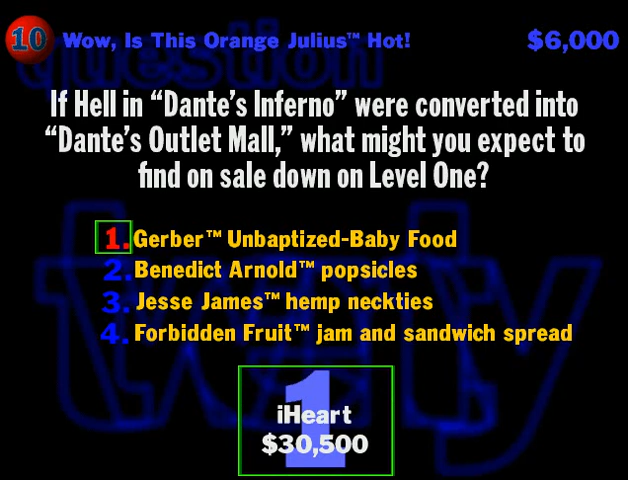 10 Wow, Is This Orange Julius™ Hot! $6,000
question
If Hell in “Dante’s Inferno” were converted into
“Dante’s Outlet Mall,” what might you expect to
find on sale down on Level One?
1. Gerber™ Unbaptized-Baby Food
2. Benedict Arnold™ popsicles
3. Jesse James™ hemp neckties
4. Forbidden Fruit™ jam and sandwich spread
1
iHeart
$30,500